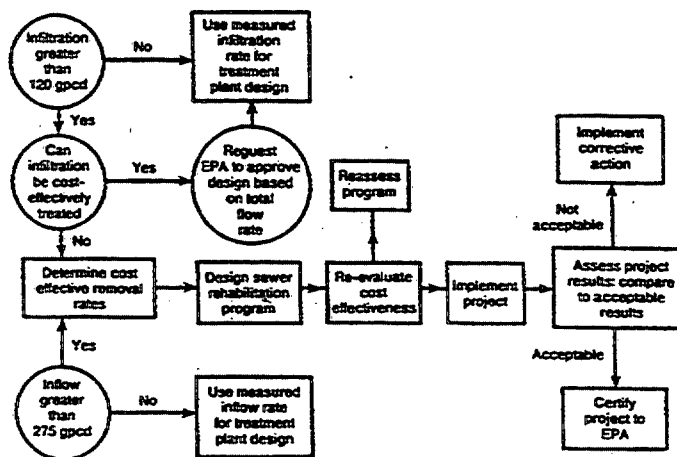 Infiltration
greater
than
120 gpcd
No
Use measured
infiltration
rate for
treatment
plant design
Yes
Can
infiltration
be cost-
effectively
treated
Yes
Reguest
EPA to approve
design based
on total
flow
rate
No
Determine cost
effective removal
rates
Design sewer
rehabilitation
program
Reassess
program
Re-evaluate
cost
effectiveness
Implement
project
Assess project
results: compare
to acceptable
results
Not
acceptable
Implement
corrective
action
Acceptable
Certify
project to
EPA
Yes
Inflow
greater
than
275 gpcd
No
Use measured
inflow rate
for treatment
plant design